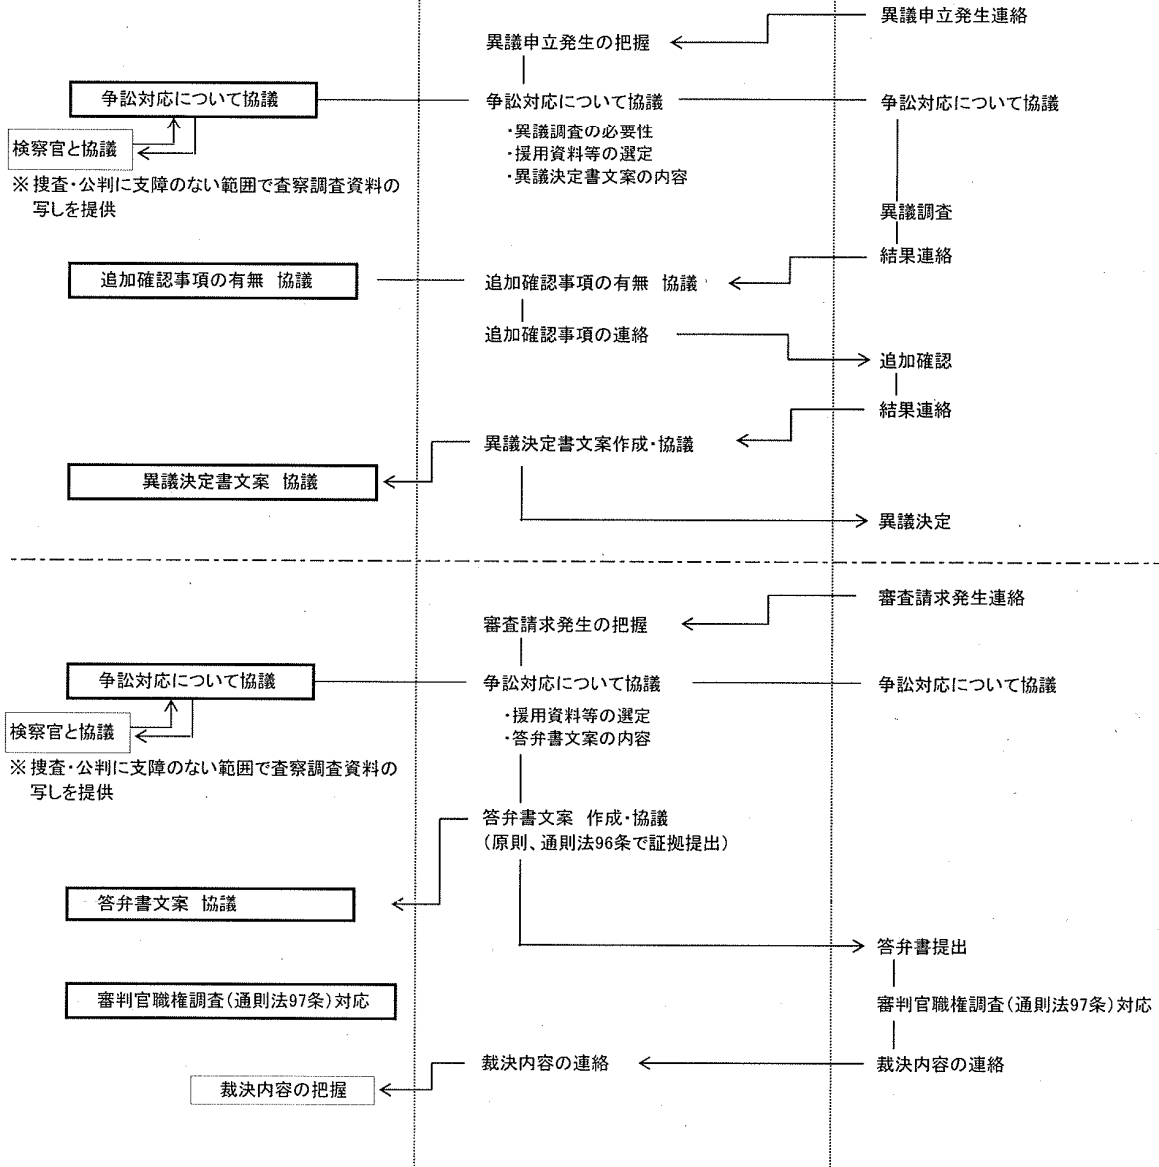 異議申立発生連絡
異議申立発生の把握
争訟対応について協議
争訟対応について協議
争訟対応について協議
・異議調査の必要性
・援用資料等の選定
・異議決定書文案の内容
検察官と協議
※捜査・公判に支障のない範囲で査察調査資料の
写しを提供
異議調査
結果連絡
追加確認事項の有無 協議
追加確認事項の有無 協議
追加確認事項の連絡
追加確認
結果連絡
異議決定書文案作成・協議
異議決定書文案 協議
異議決定
審査請求発生連絡
審査請求発生の把握
争訟対応について協議
争訟対応について協議
争訟対応について協議
・援用資料等の選定
・答弁書文案の内容
検察官と協議
※捜査・公判に支障のない範囲で査察調査資料の
写しを提供
答弁書文案 作成・協議
(原則、通則法96条で証拠提出)
答弁書文案 協議
答弁書提出
審判官職権調査(通則法97条)対応
審判官職権調査(通則法97条)対応
裁決内容の連絡
裁決内容の連絡
裁決内容の把握